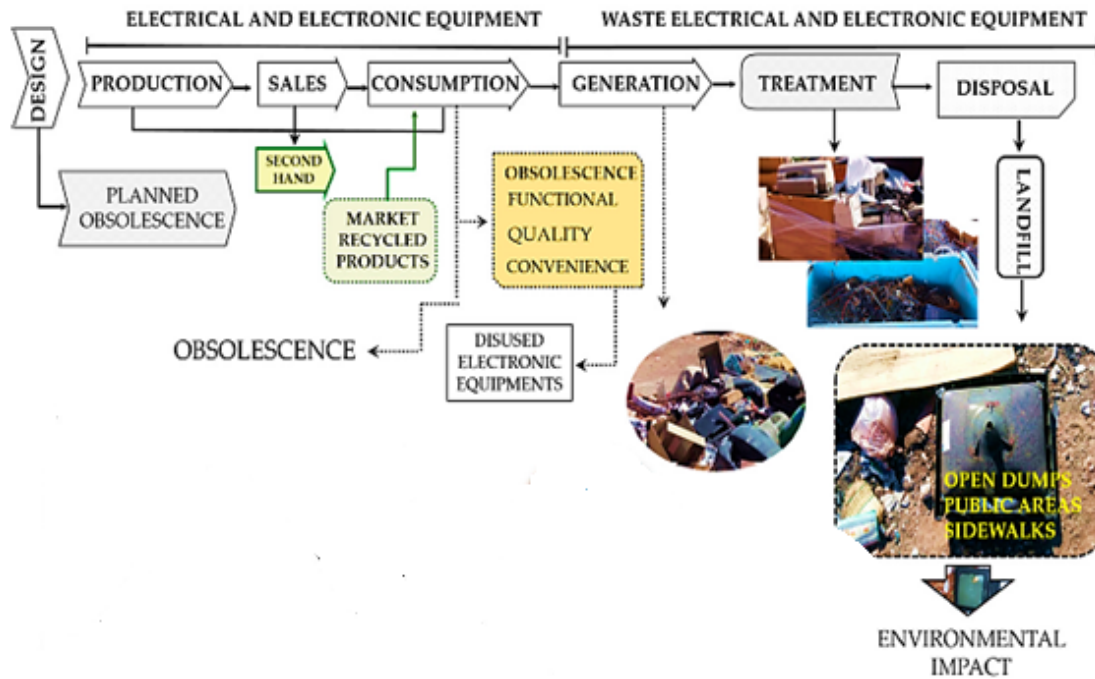 ELECTRICAL AND ELECTRONIC EQUIPMENT
WASTE ELECTRICAL AND ELECTRONIC EQUIPMENT
DESIGN
PRODUCTION
SALES
CONSUMPTION
GENERATION
TREATMENT
DISPOSAL
PLANNED
OBSOLESCENCE
SECOND
HAND
MARKET
RECYCLED
PRODUCTS
OBSOLESCENCE
FUNCTIONAL
QUALITY
CONVENIENCE
LANDFILL
OBSOLESCENCE
DISUSED
ELECTRONIC
EQUIPMENTS
OPEN DUMPS
PUBLIC AREAS
SIDEWALKS
ENVIRONMENTAL
IMPACT